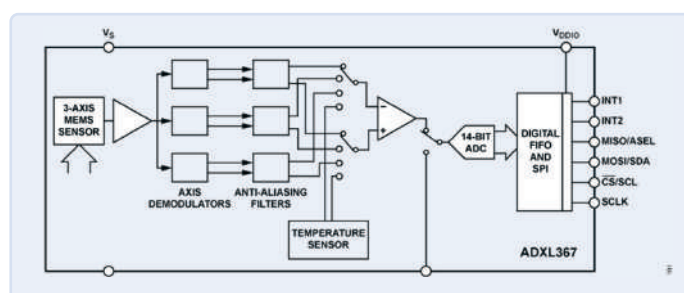 VS
VDDIO
3-AXIS
MEMS
SENSOR
AXIS
DEMODULATORS
ANTI-ALIASING
FILTERS
TEMPERATURE
SENSOR
−
+
14-BIT
ADC
DIGITAL
FIFO
AND
SPI
INT1
INT2
MISO/ASEL
MOSI/SDA
CS/SCL
SCLK
ADXL367